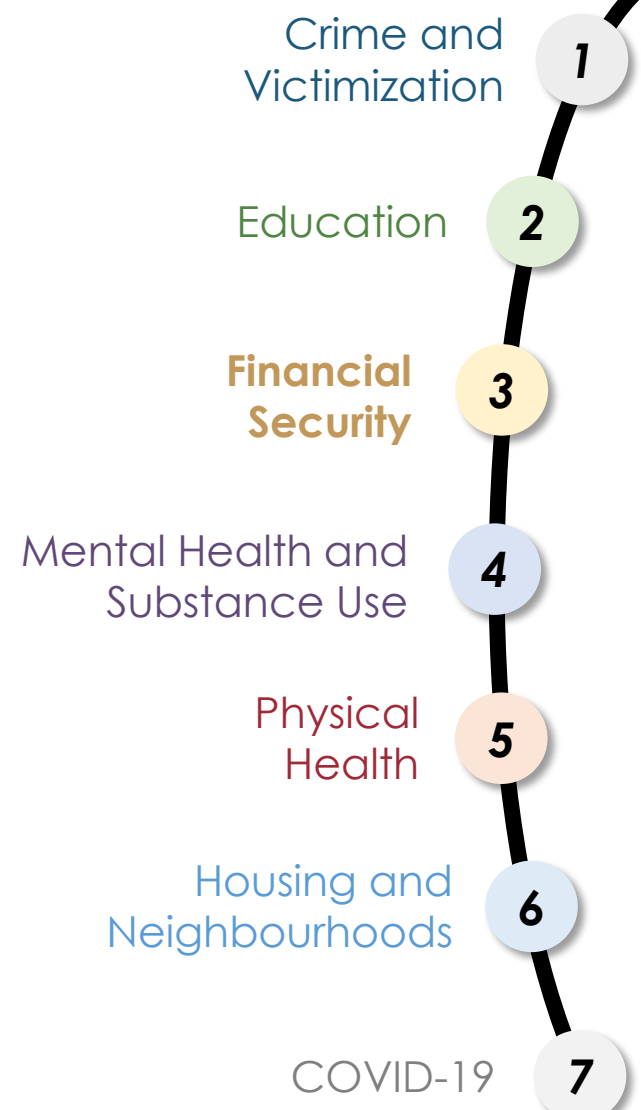 Crime and
Victimization
1
Education
2
Financial
Security
3
Mental Health and
Substance Use
4
Physical
Health
5
Housing and
Neighbourhoods
6
COVID-19
7